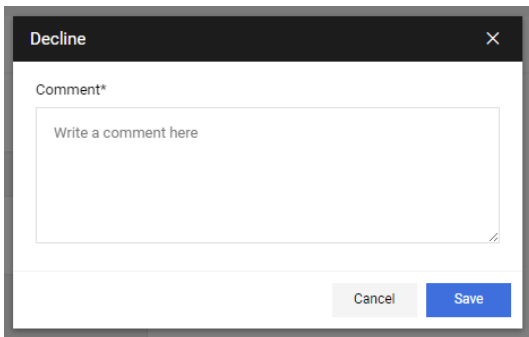 Decline
Comment*
Write a comment here
Cancel
Save